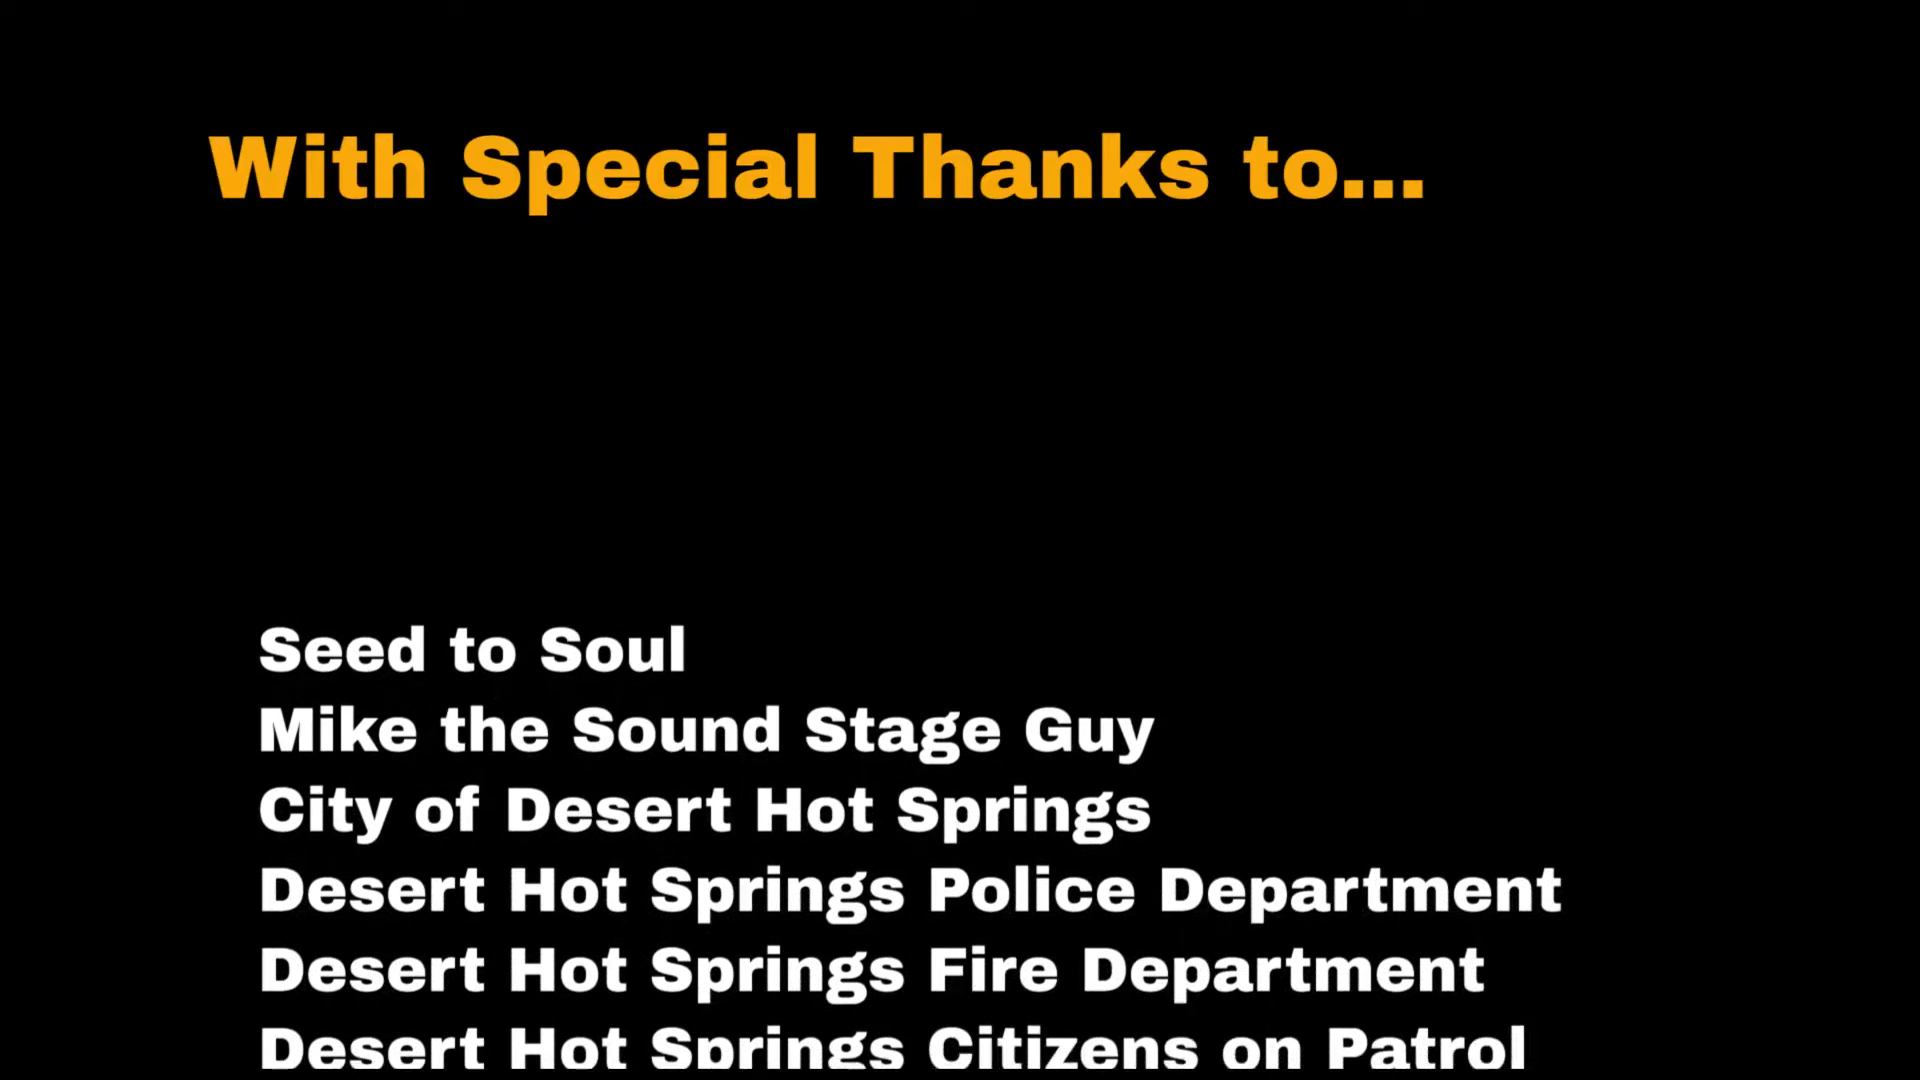 With Special Thanks to...
Seed to Soul
Mike the Sound Stage Guy
City of Desert Hot Springs
Desert Hot Springs Police Department
Desert Hot Springs Fire Department
Desert Hot Springs Citizens on Patrol